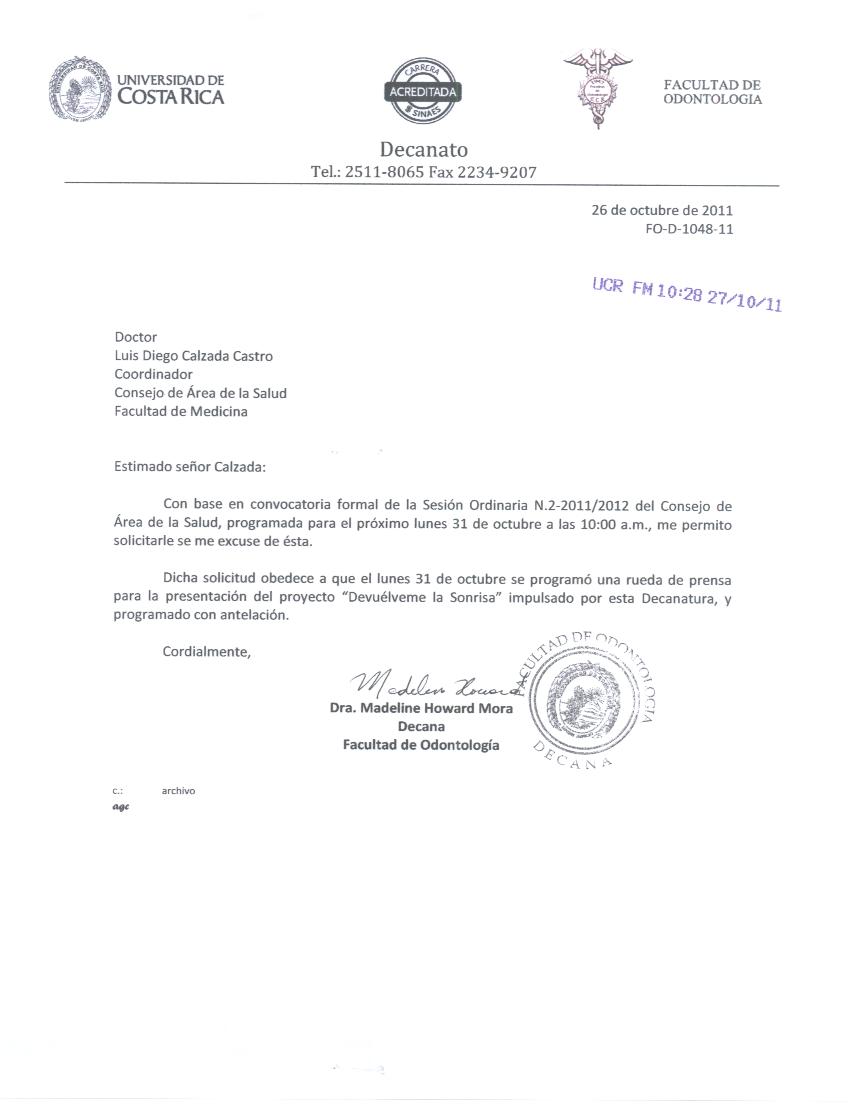 UNIVERSIDAD DE
COSTA RICA
CARRERA
ACREDITADA
SINAES
FACULTAD DE
ODONTOLOGIA
Decanato
Tel.: 2511-8065 Fax 2234-9207
26 de octubre de 2011
FO-D-1048-11
UCR FM 10:28 27/10/11
Doctor
Luis Diego Calzada Castro
Coordinador
Consejo de Área de la Salud
Facultad de Medicina
Estimado señor Calzada:
Con base en convocatoria formal de la Sesión Ordinaria N.2-2011/2012 del Consejo de
Área de la Salud, programada para el próximo lunes 31 de octubre a las 10:00 a.m., me permito
solicitarle se me excuse de ésta.
Dicha solicitud obedece a que el lunes 31 de octubre se programó una rueda de prensa
para la presentación del proyecto “Devuélveme la Sonrisa” impulsado por esta Decanatura, y
programado con antelación.
Cordialmente,
Madelin Howard
Dra. Madeline Howard Mora
Decana
Facultad de Odontología
FACULTAD DE ODONTOLOGIA
DECANA
c.: archivo
agc